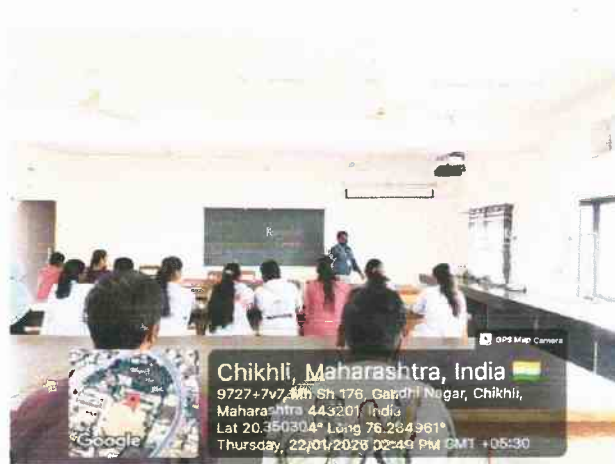 GPS Map Camera
Chikhli, Maharashtra, India
9727+7v7, Mh Sh 176, Gandhi Nagar, Chikhli,
Maharashtra 443201, India
Lat 20.350304° Long 76.284961°
Thursday, 22/01/2026 02:49 PM GMT +05:30
Google